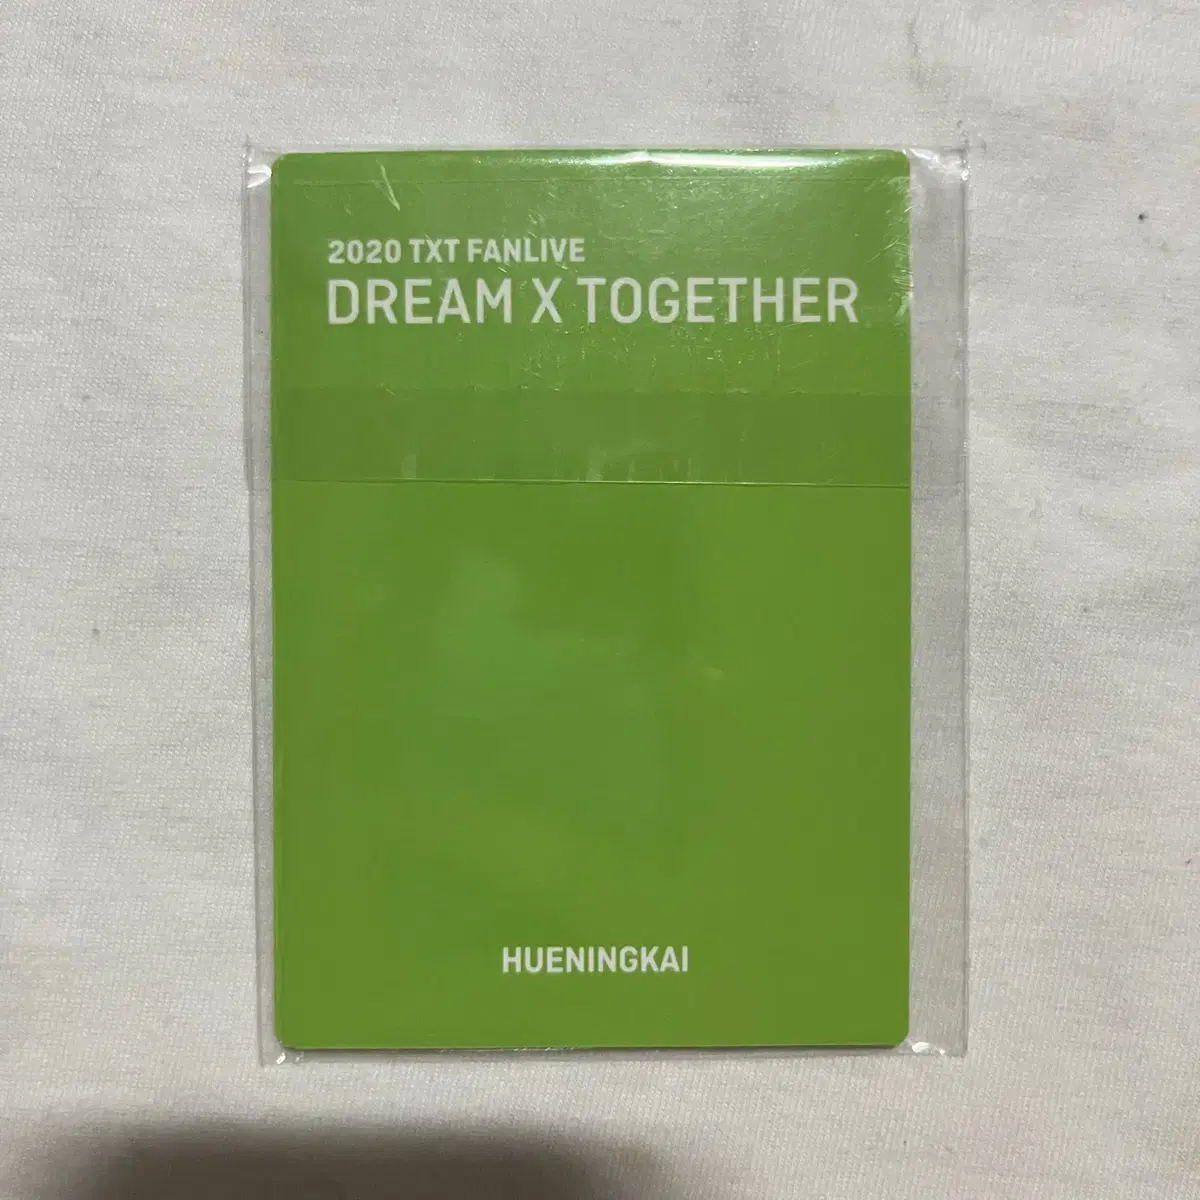 2020 TXT FANLIVE
DREAM X TOGETHER
HUENINGKAI